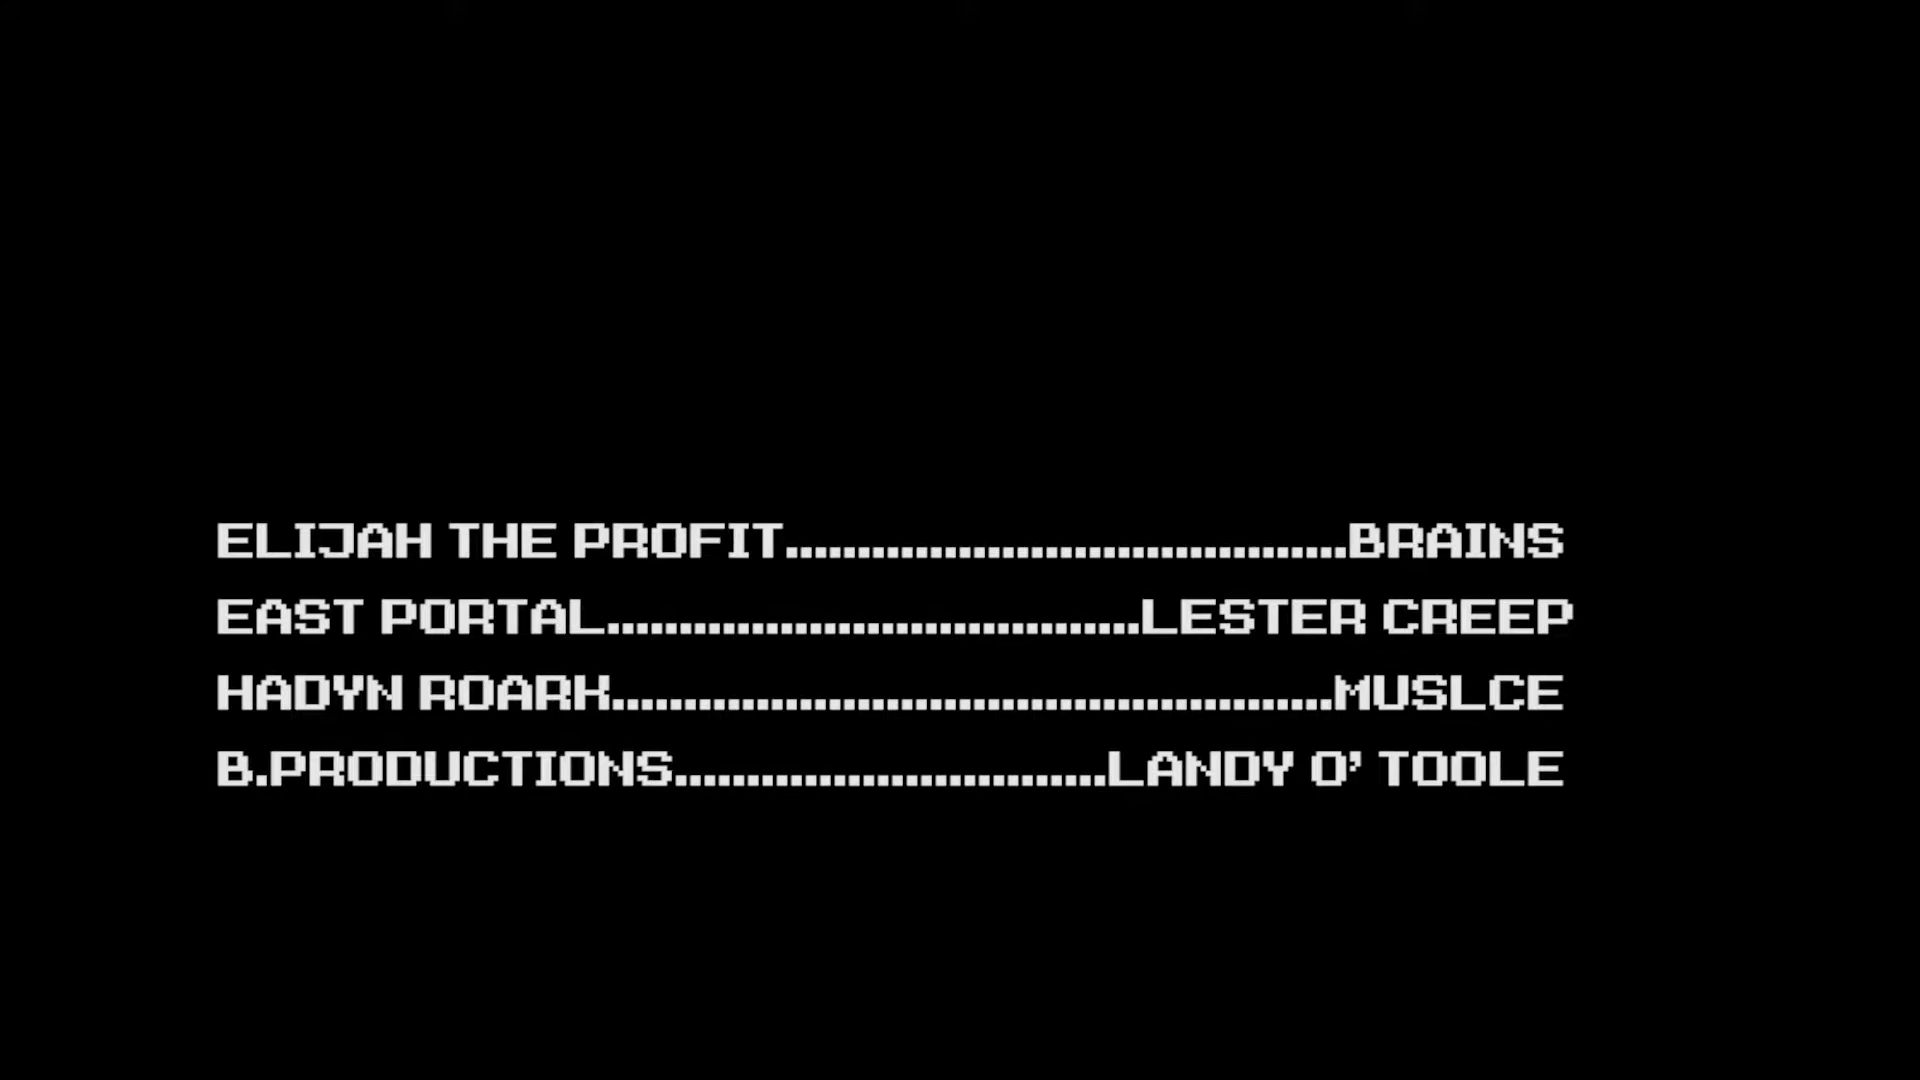 ELIJAH THE PROFIT.......................................BRAINS
EAST PORTAL.....................................LESTER CREEP
HADYN ROARK..................................................MUSLCE
B.PRODUCTIONS..............................LANDY O' TOOLE